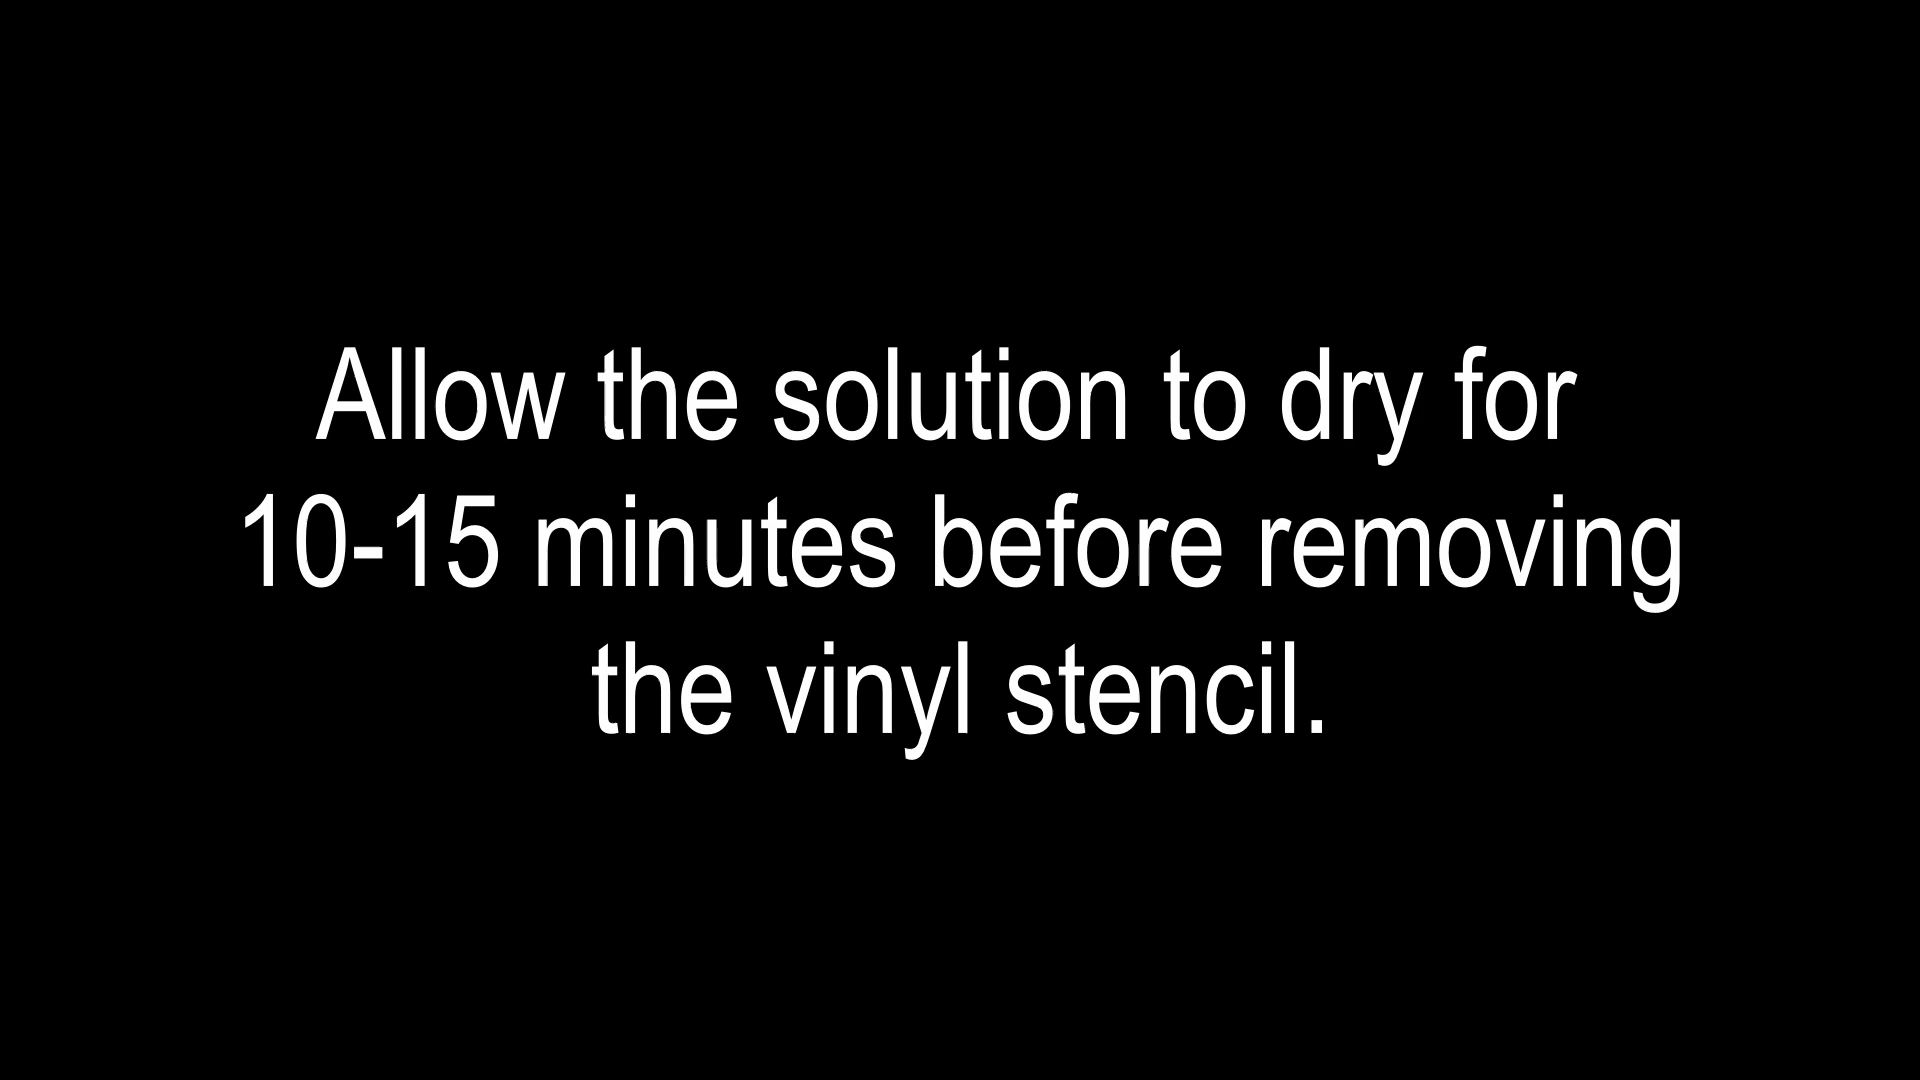 Allow the solution to dry for
10-15 minutes before removing
the vinyl stencil.